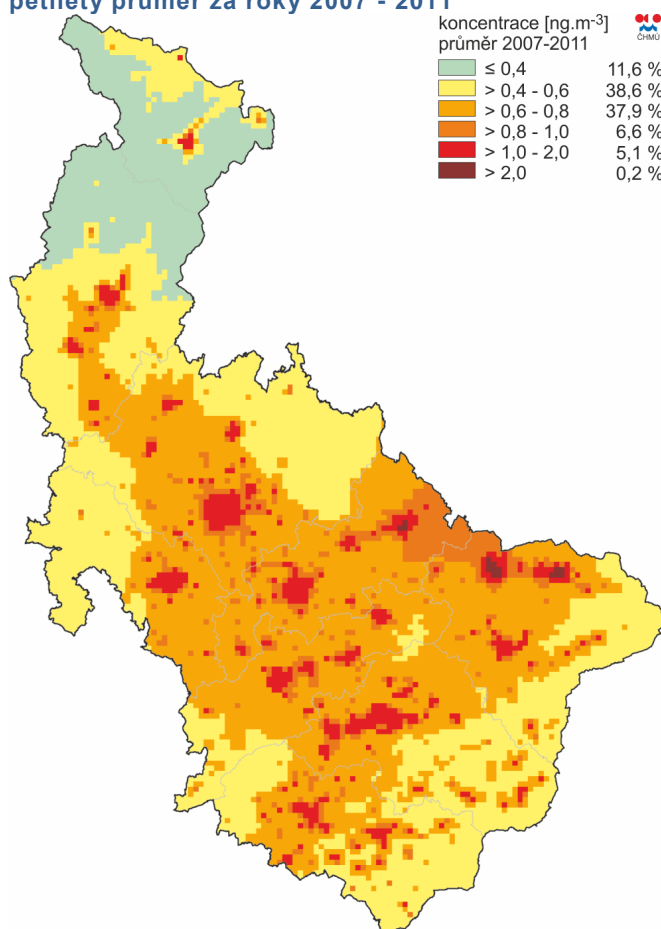 pětiletý průměr za roky 2007 - 2011
koncentrace [ng.m-3]
průměr 2007-2011
ČHMÚ
≤ 0,4 11,6 %
> 0,4 - 0,6 38,6 %
> 0,6 - 0,8 37,9 %
> 0,8 - 1,0 6,6 %
> 1,0 - 2,0 5,1 %
> 2,0 0,2 %